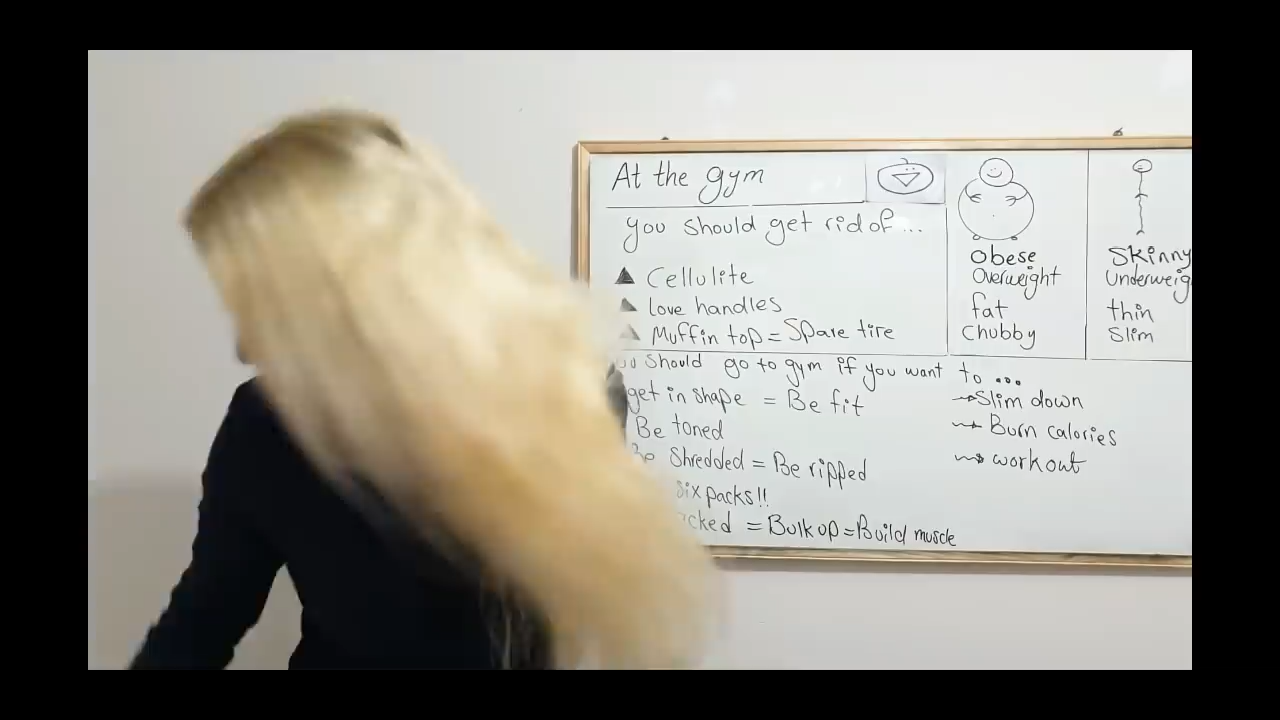 At the gym
you should get rid of ...
Cellulite
Love handles
Muffin top = Spare tire
Obese
Overweight
fat
Chubby
Skinny
thin
Slim
should go to gym if you want to ...
get in shape = Be fit
Be toned
Be Shredded = Be ripped
Six packs!!
= Bulk up = Build muscle
Slim down
Burn calories
workout